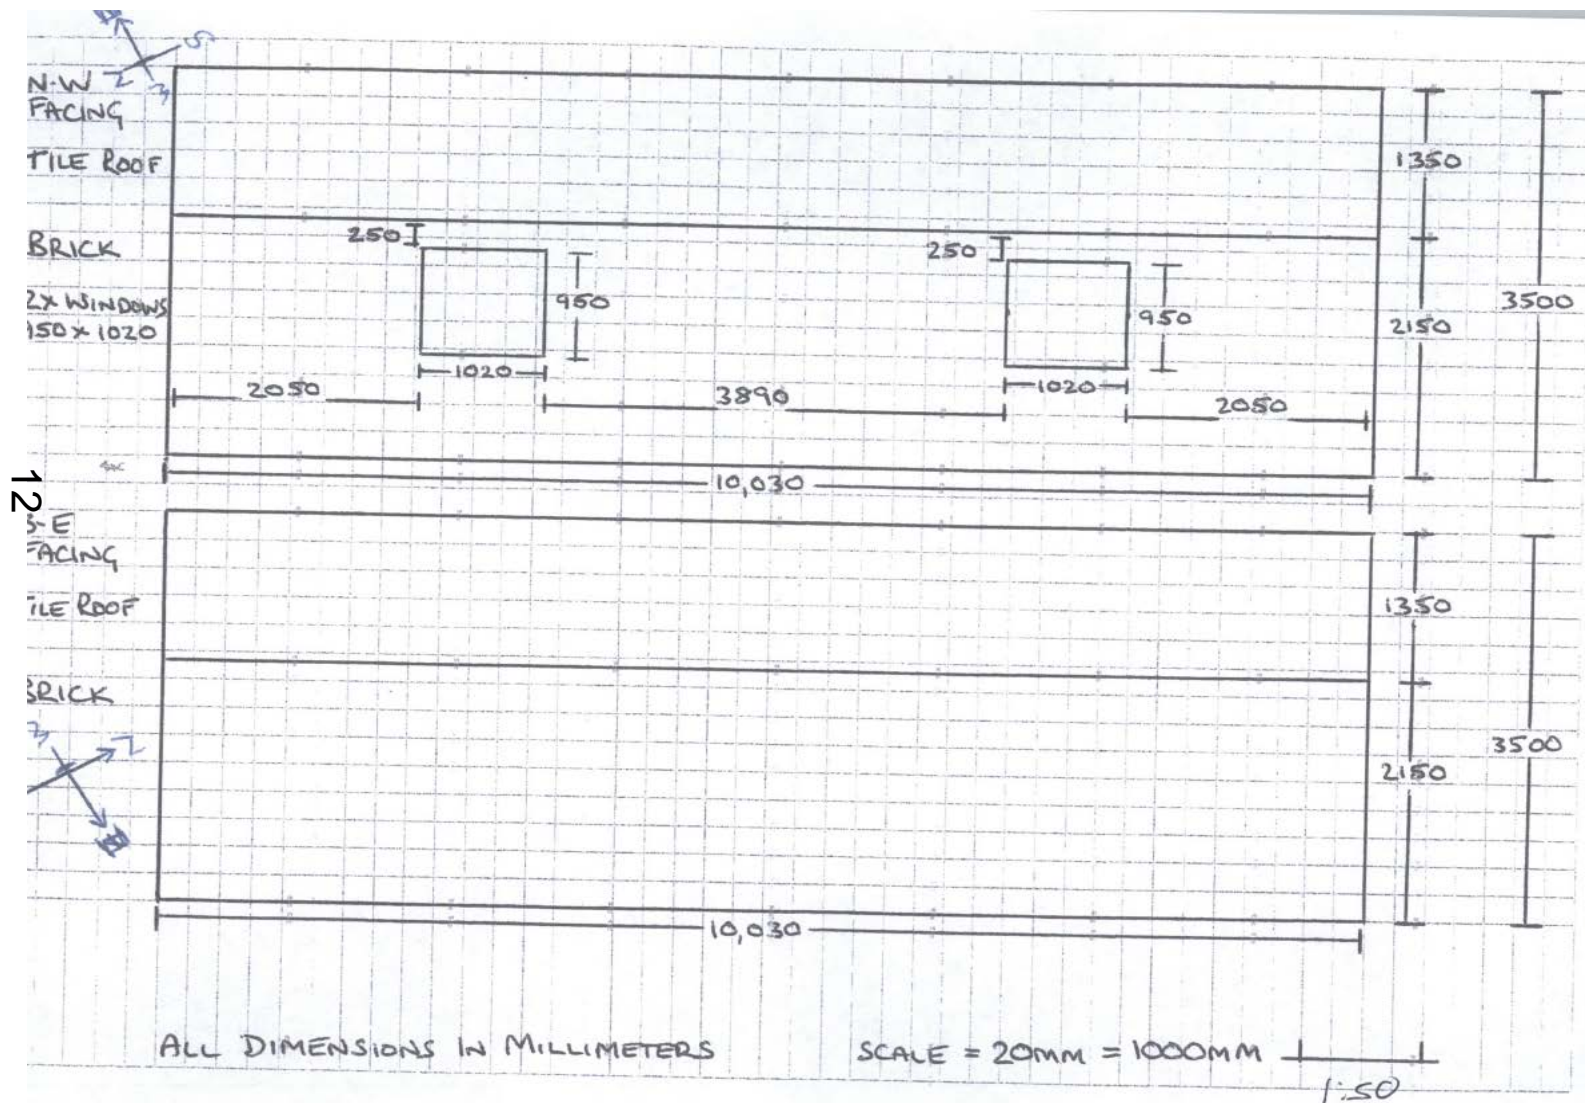 S
N
N-W
FACING
TILE ROOF
BRICK
2X WINDOWS
950 x 1020
250
950
1020
2050
3890
250
950
1020
2050
1350
2150
3500
10,030
12
S-E
FACING
TILE ROOF
BRICK
N
1350
2150
3500
10,030
ALL DIMENSIONS IN MILLIMETERS
SCALE = 20MM = 1000MM
1:50